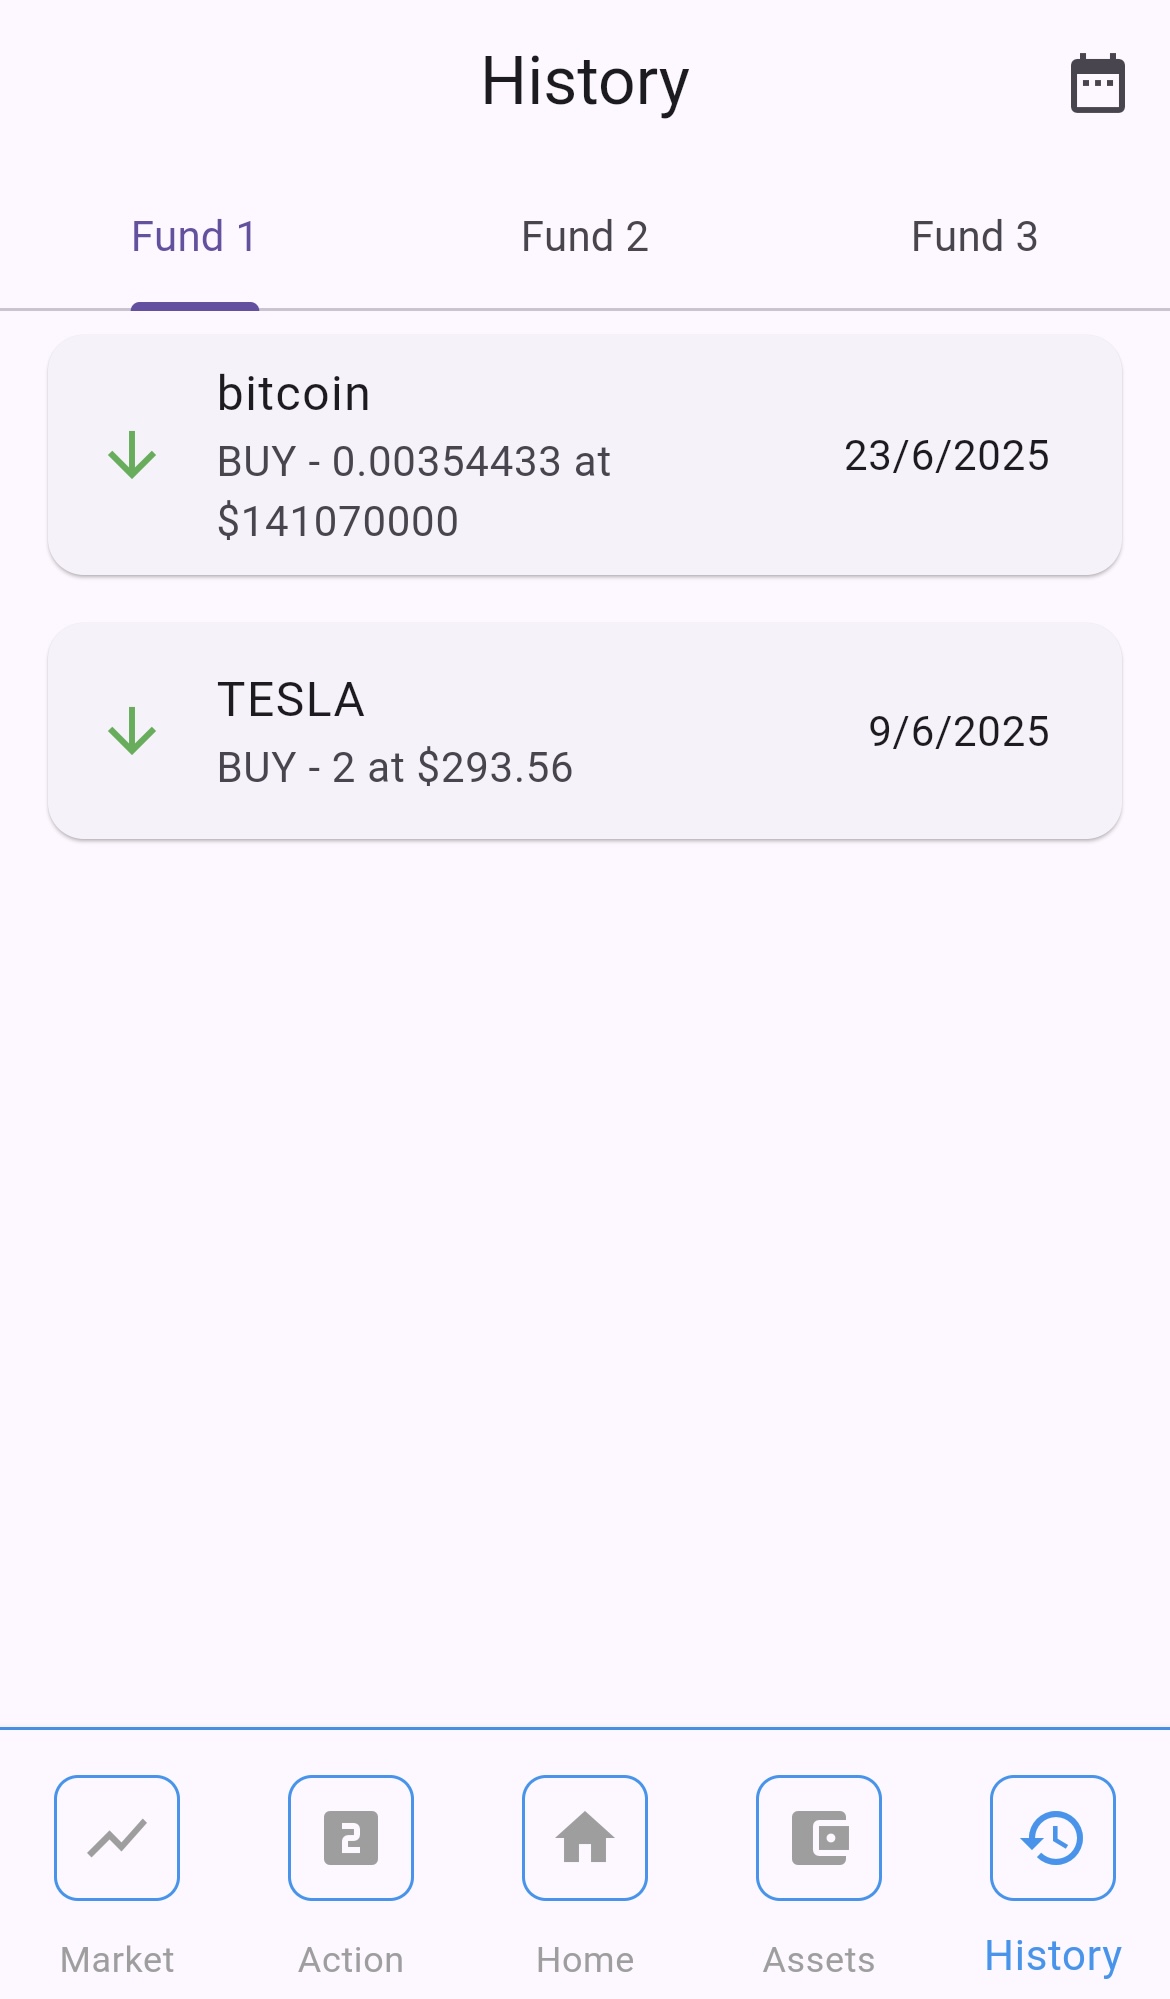 History
Fund 1
Fund 2
Fund 3
bitcoin
BUY - 0.00354433 at
$141070000
23/6/2025
TESLA
BUY - 2 at $293.56
9/6/2025
2
Market
Action
Home
Assets
History